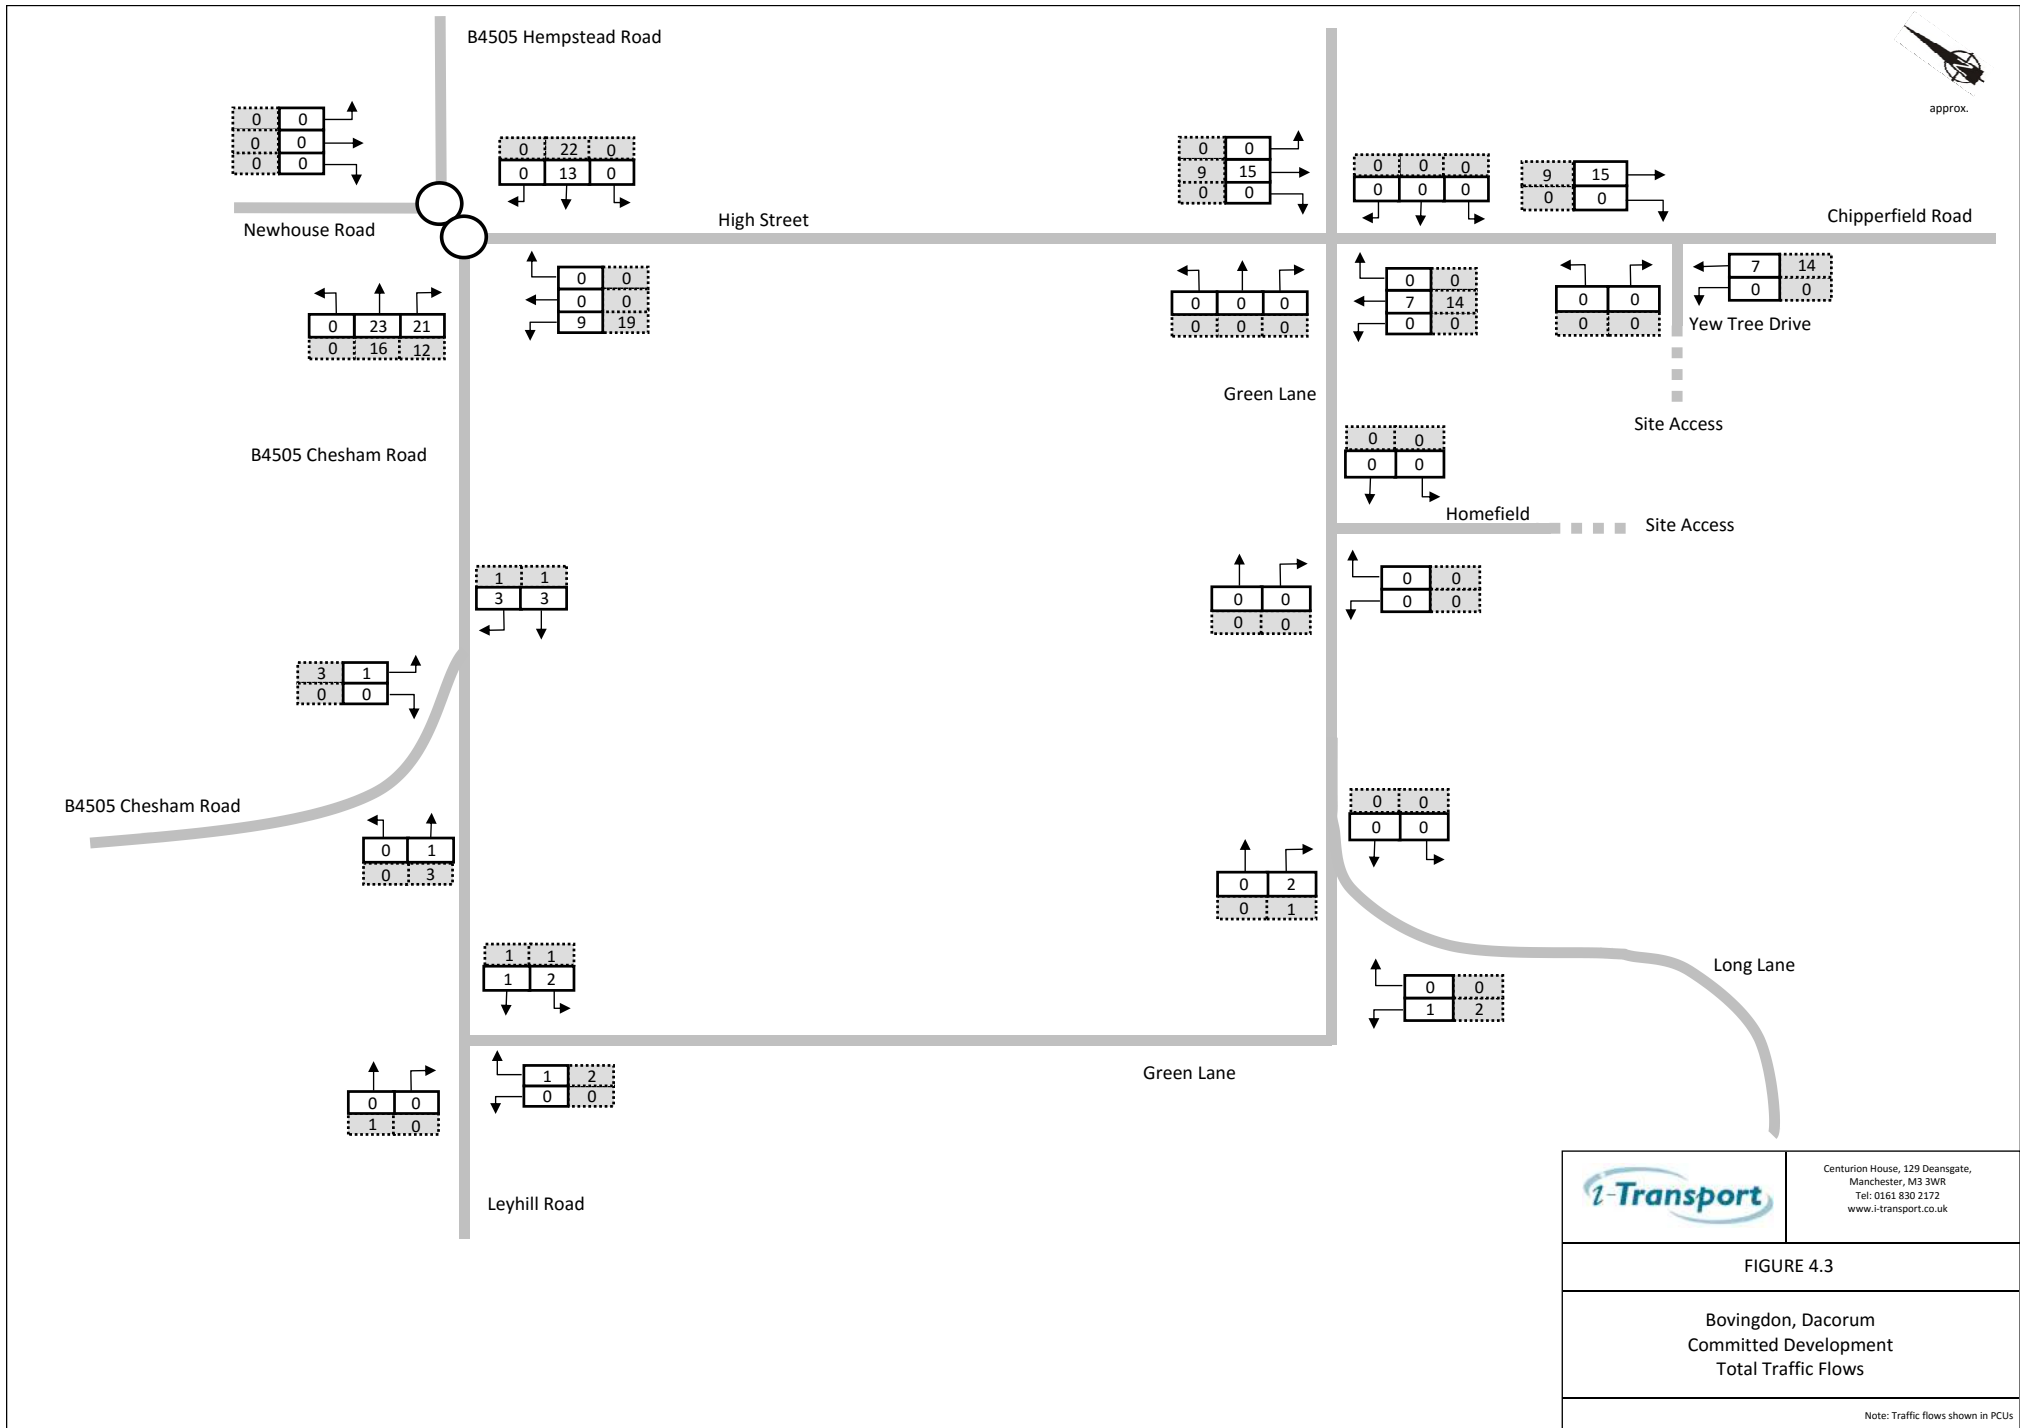 B4505 Hempstead Road
approx.
0 0
0 0
0 0
0 22 0
0 13 0
0 0
9 15
0 0
0 0 0
0 0 0
9 15
0 0
Newhouse Road
High Street
Chipperfield Road
0 23 21
0 16 12
0 0
0 0
9 19
0 0 0
0 0 0
0 0
7 14
0 0
0 0
0 0
7 14
0 0
Yew Tree Drive
Green Lane
Site Access
B4505 Chesham Road
0 0
0 0
Homefield
Site Access
1 1
3 3
0 0
0 0
0 0
0 0
3 1
0 0
B4505 Chesham Road
0 1
0 3
0 0
0 0
0 2
0 1
1 1
1 2
Long Lane
0 0
1 2
Green Lane
1 2
0 0
0 0
1 0
Leyhill Road
i-Transport
Centurion House, 129 Deansgate,
Manchester, M3 3WR
Tel: 0161 830 2172
www.i-transport.co.uk
FIGURE 4.3
Bovingdon, Dacorum
Committed Development
Total Traffic Flows
Note: Traffic flows shown in PCUs